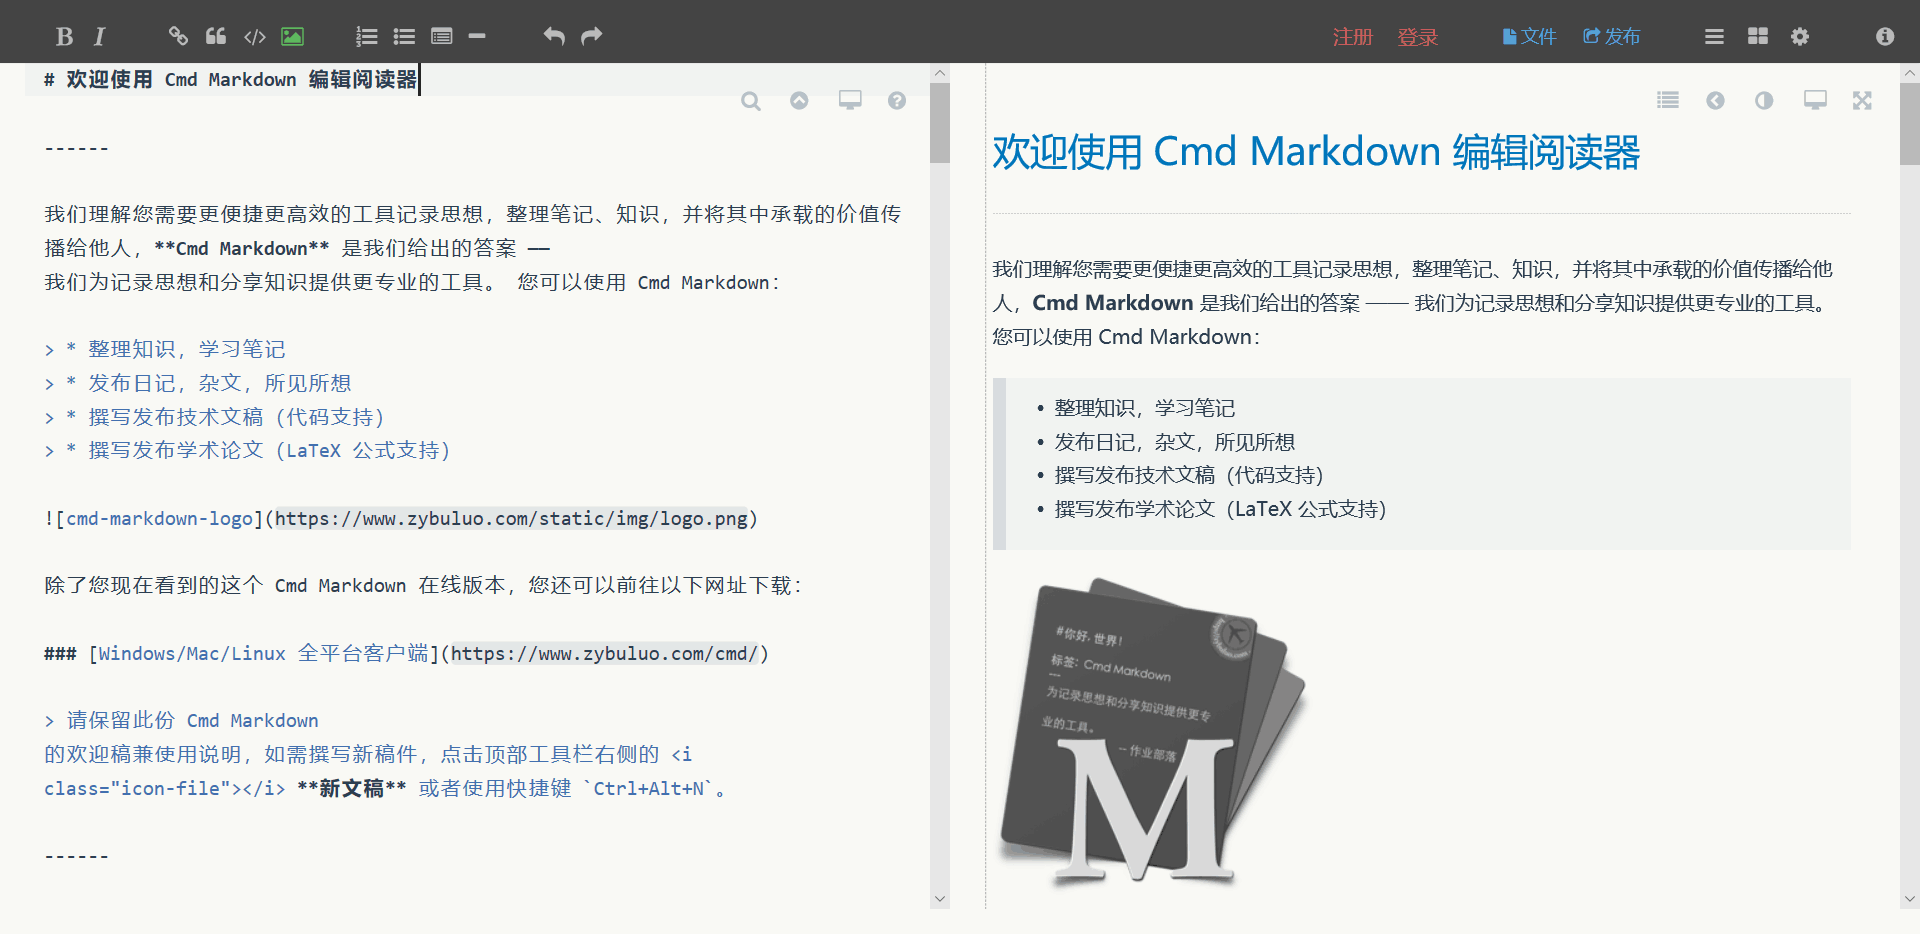 注册 登录 文件 发布
# 欢迎使用 Cmd Markdown 编辑阅读器
------
我们理解您需要更便捷更高效的工具记录思想，整理笔记、知识，并将其中承载的价值传
播给他人，**Cmd Markdown** 是我们给出的答案 ——
我们为记录思想和分享知识提供更专业的工具。 您可以使用 Cmd Markdown：
> * 整理知识，学习笔记
> * 发布日记，杂文，所见所想
> * 撰写发布技术文稿（代码支持）
> * 撰写发布学术论文（LaTeX 公式支持）
![cmd-markdown-logo](https://www.zybuluo.com/static/img/logo.png)
除了您现在看到的这个 Cmd Markdown 在线版本，您还可以前往以下网址下载：
### [Windows/Mac/Linux 全平台客户端](https://www.zybuluo.com/cmd/)
> 请保留此份 Cmd Markdown
的欢迎稿兼使用说明，如需撰写新稿件，点击顶部工具栏右侧的 <i
class="icon-file"></i> **新文稿** 或者使用快捷键 `Ctrl+Alt+N`。
------
欢迎使用 Cmd Markdown 编辑阅读器
我们理解您需要更便捷更高效的工具记录思想，整理笔记、知识，并将其中承载的价值传播给他
人，Cmd Markdown 是我们给出的答案 —— 我们为记录思想和分享知识提供更专业的工具。
您可以使用 Cmd Markdown：
• 整理知识，学习笔记
• 发布日记，杂文，所见所想
• 撰写发布技术文稿（代码支持）
• 撰写发布学术论文（LaTeX 公式支持）
#你好, 世界!
标签: Cmd Markdown
---
为记录思想和分享知识提供更专
业的工具。
— 作业部落
M